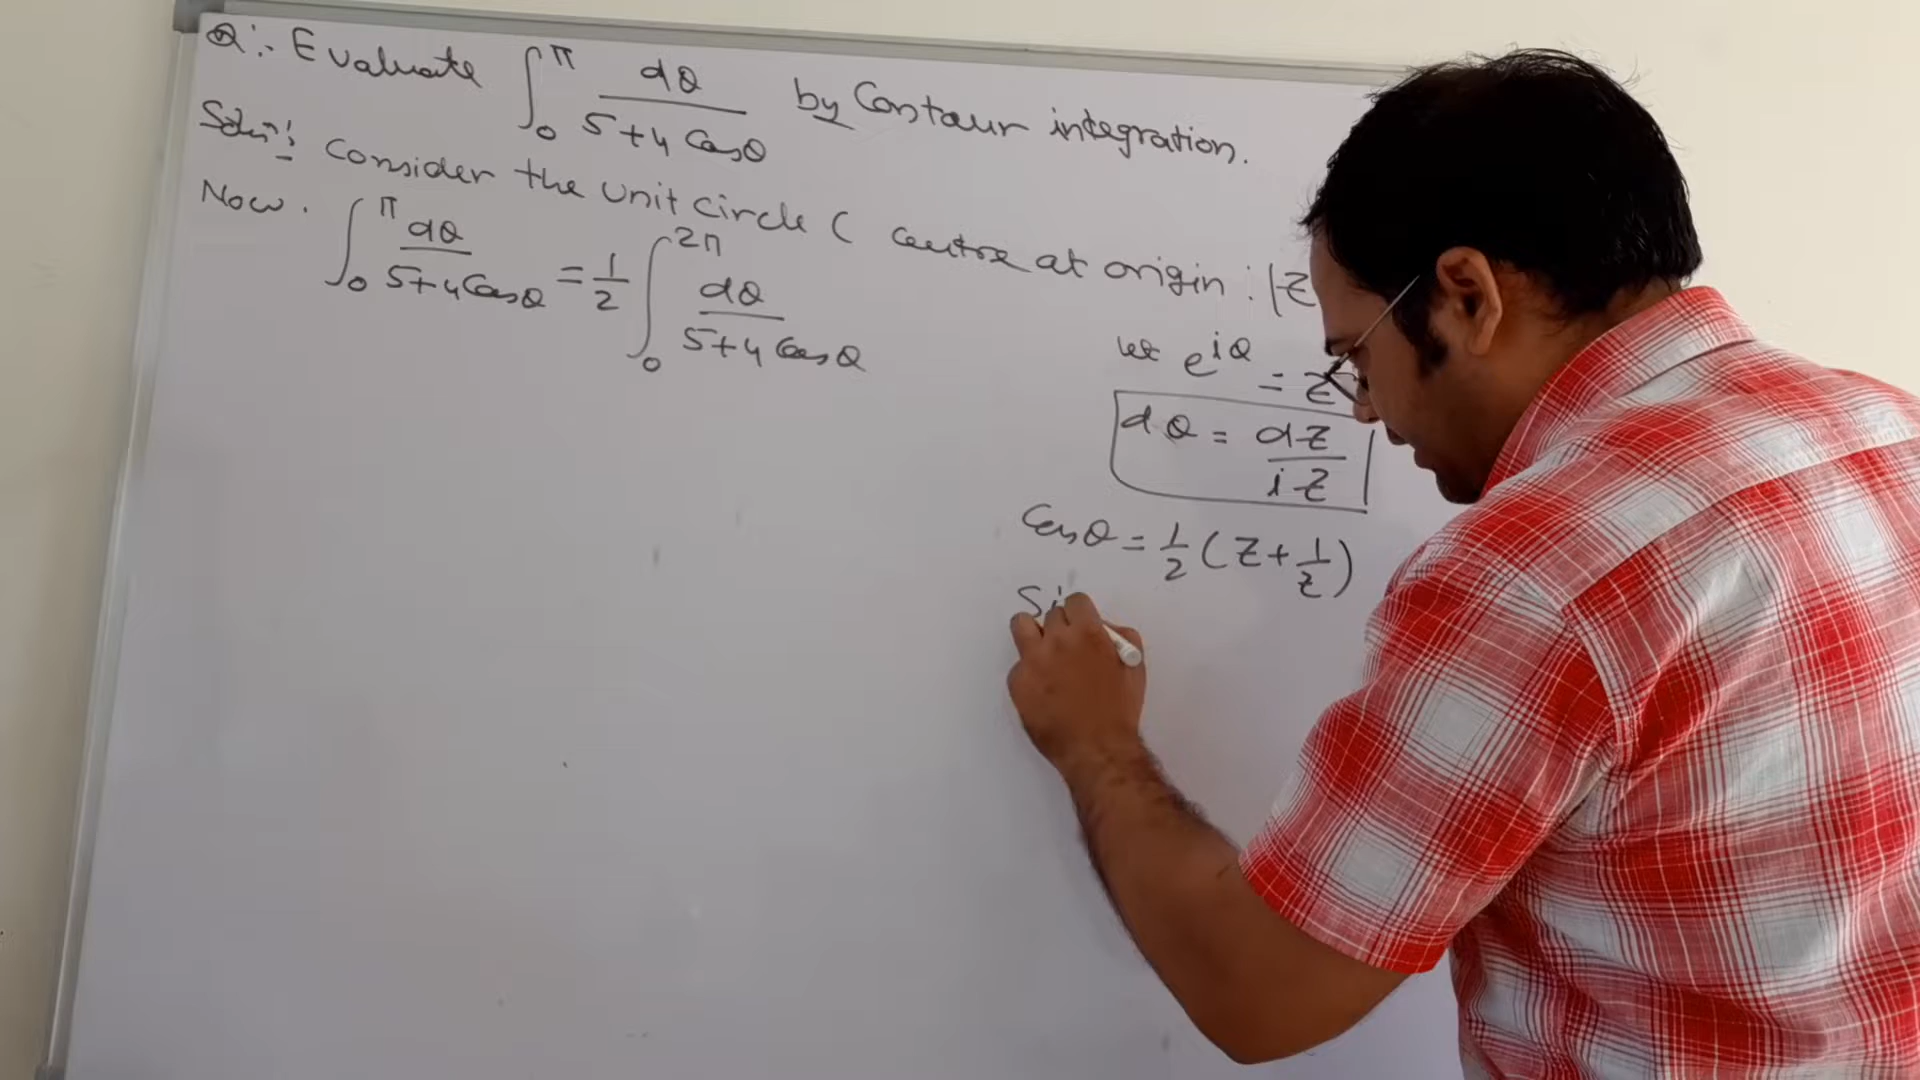 Q:- Evaluate ∫₀^π dθ/(5+4 Cosθ) by Contour integration.
Soln: Consider the unit circle C centre at origin : |Z
Now. ∫₀^π dθ/(5+4Cosθ) = 1/2 ∫₀^2π dθ/(5+4 Cosθ)
let e^iθ = Z
dθ = dZ/iZ
Cosθ = 1/2 (Z+1/Z)
Si